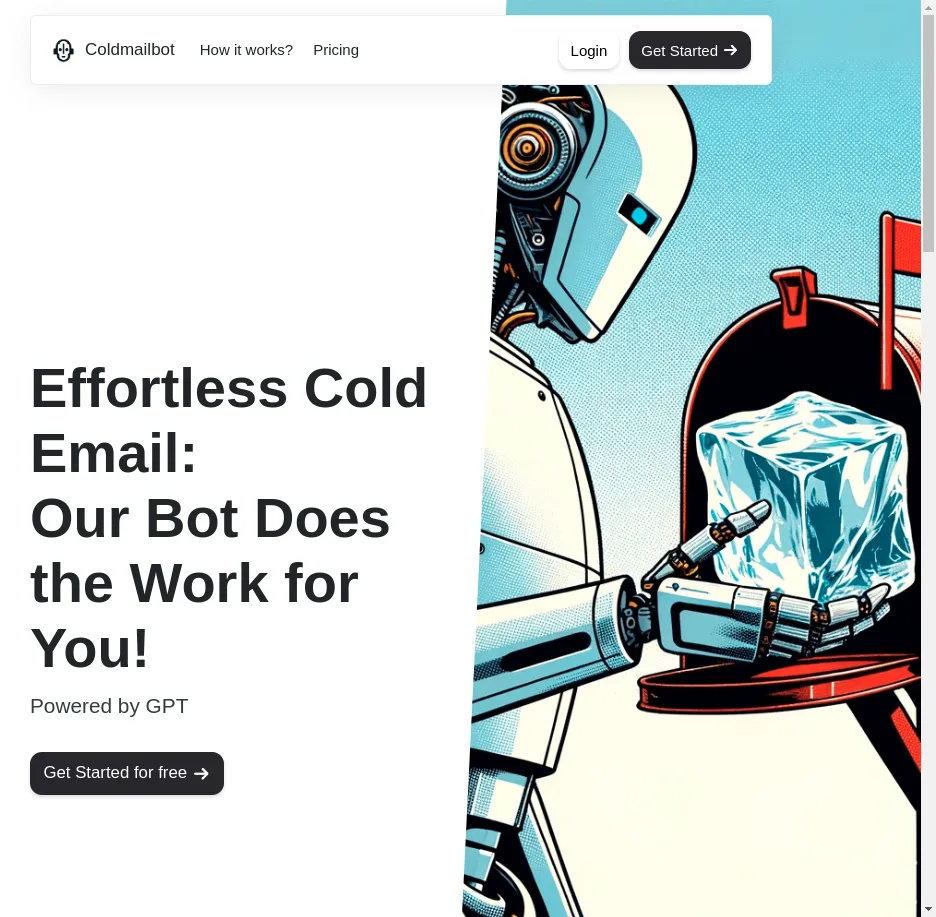 Coldmailbot
How it works?
Pricing
Login
Get Started
Effortless Cold
Email:
Our Bot Does
the Work for
You!
Powered by GPT
Get Started for free